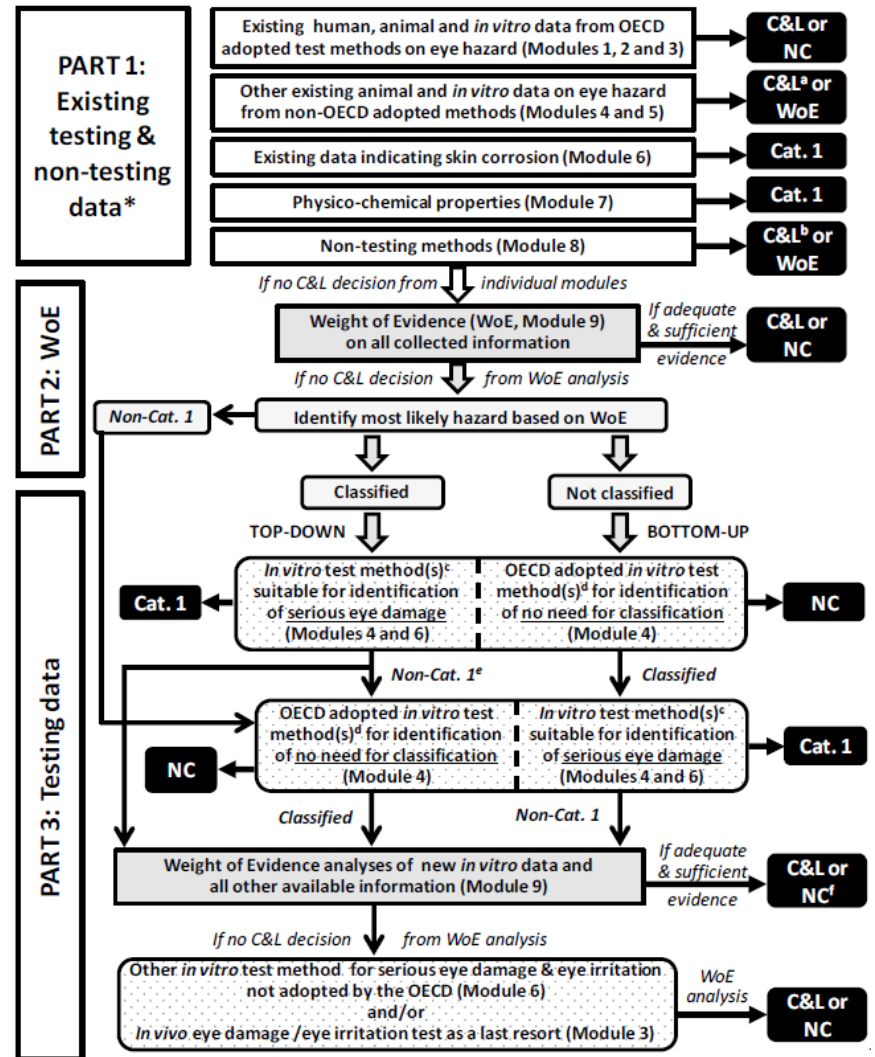 PART 1:
Existing
testing &
non-testing
data*
Existing human, animal and in vitro data from OECD
adopted test methods on eye hazard (Modules 1, 2 and 3)
C&L or
NC
Other existing animal and in vitro data on eye hazard
from non-OECD adopted methods (Modules 4 and 5)
C&Lᵃ or
WoE
Existing data indicating skin corrosion (Module 6)
Cat. 1
Physico-chemical properties (Module 7)
Cat. 1
Non-testing methods (Module 8)
C&Lᵇ or
WoE
If no C&L decision from individual modules
PART 2: WoE
Weight of Evidence (WoE, Module 9)
on all collected information
If adequate
& sufficient
evidence
C&L or
NC
If no C&L decision from WoE analysis
Non-Cat. 1
Identify most likely hazard based on WoE
Classified
Not classified
PART 3: Testing data
TOP-DOWN
BOTTOM-UP
Cat. 1
In vitro test method(s)ᶜ
suitable for identification
of serious eye damage
(Modules 4 and 6)
OECD adopted in vitro test
method(s)ᵈ for identification
of no need for classification
(Module 4)
NC
Non-Cat. 1ᵉ
Classified
NC
OECD adopted in vitro test
method(s)ᵈ for identification
of no need for classification
(Module 4)
In vitro test method(s)ᶜ
suitable for identification
of serious eye damage
(Modules 4 and 6)
Cat. 1
Classified
Non-Cat. 1
Weight of Evidence analyses of new in vitro data and
all other available information (Module 9)
If adequate
& sufficient
evidence
C&L or
NCᶠ
If no C&L decision from WoE analysis
Other in vitro test method for serious eye damage & eye irritation
not adopted by the OECD (Module 6)
and/or
In vivo eye damage /eye irritation test as a last resort (Module 3)
WoE
analysis
C&L or
NC